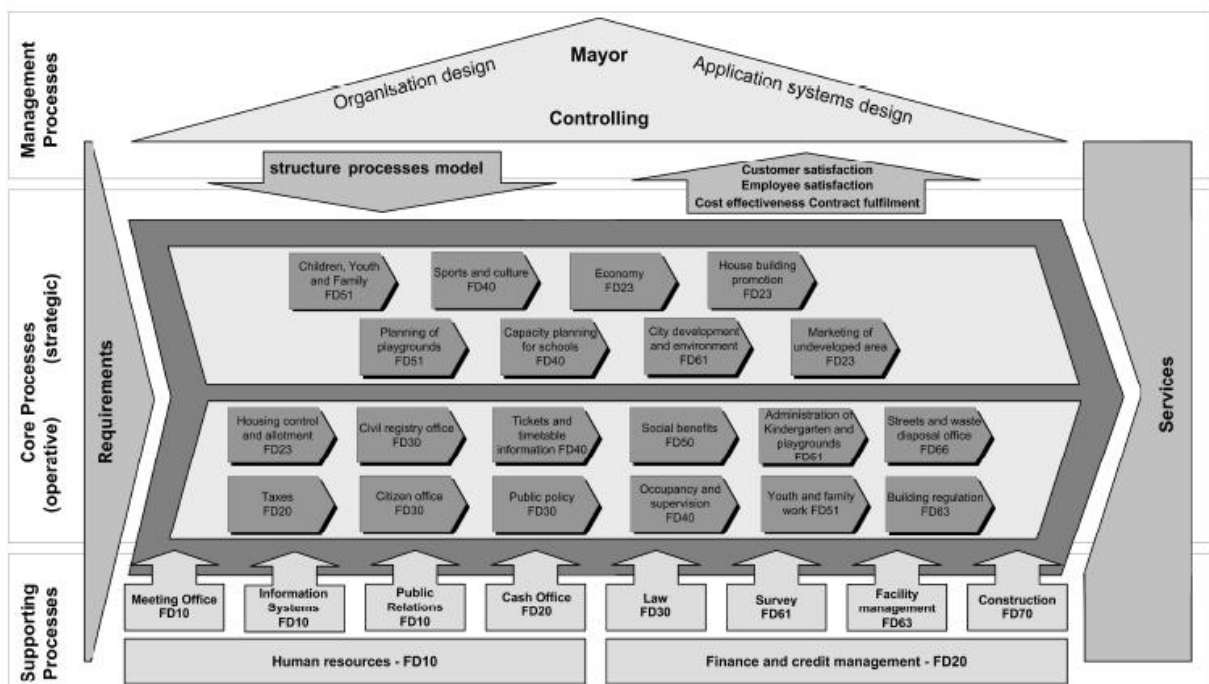 Management
Processes
Mayor
Organisation design
Application systems design
Controlling
structure processes model
Customer satisfaction
Employee satisfaction
Cost effectiveness Contract fulfilment
Requirements
Services
Core Processes
(strategic)
(operative)
Children, Youth
and Family
FD51
Sports and culture
FD40
Economy
FD23
House building
promotion
FD23
Planning of
playgrounds
FD51
Capacity planning
for schools
FD40
City development
and environment
FD61
Marketing of
undeveloped area
FD23
Housing control
and allotment
FD23
Civil registry office
FD30
Tickets and
timetable
information FD40
Social benefits
FD50
Administration of
Kindergarten and
playgrounds
FD51
Streets and waste
disposal office
FD66
Taxes
FD20
Citizen office
FD30
Public policy
FD30
Occupancy and
supervision
FD40
Youth and family
work FD51
Building regulation
FD63
Supporting
Processes
Meeting Office
FD10
Information
Systems
FD10
Public
Relations
FD10
Cash Office
FD20
Law
FD30
Survey
FD61
Facility
management
FD63
Construction
FD70
Human resources - FD10
Finance and credit management - FD20